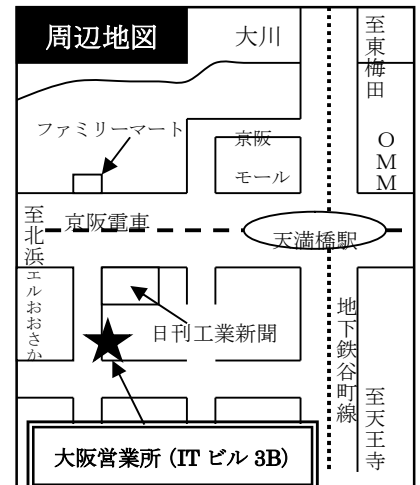 周辺地図
大川
至東梅田
ファミリーマート
京阪
モール
OMM
至北浜
京阪電車
天満橋駅
エルおおさか
日刊工業新聞
地下鉄谷町線
至天王寺
大阪営業所 (IT ビル 3B)